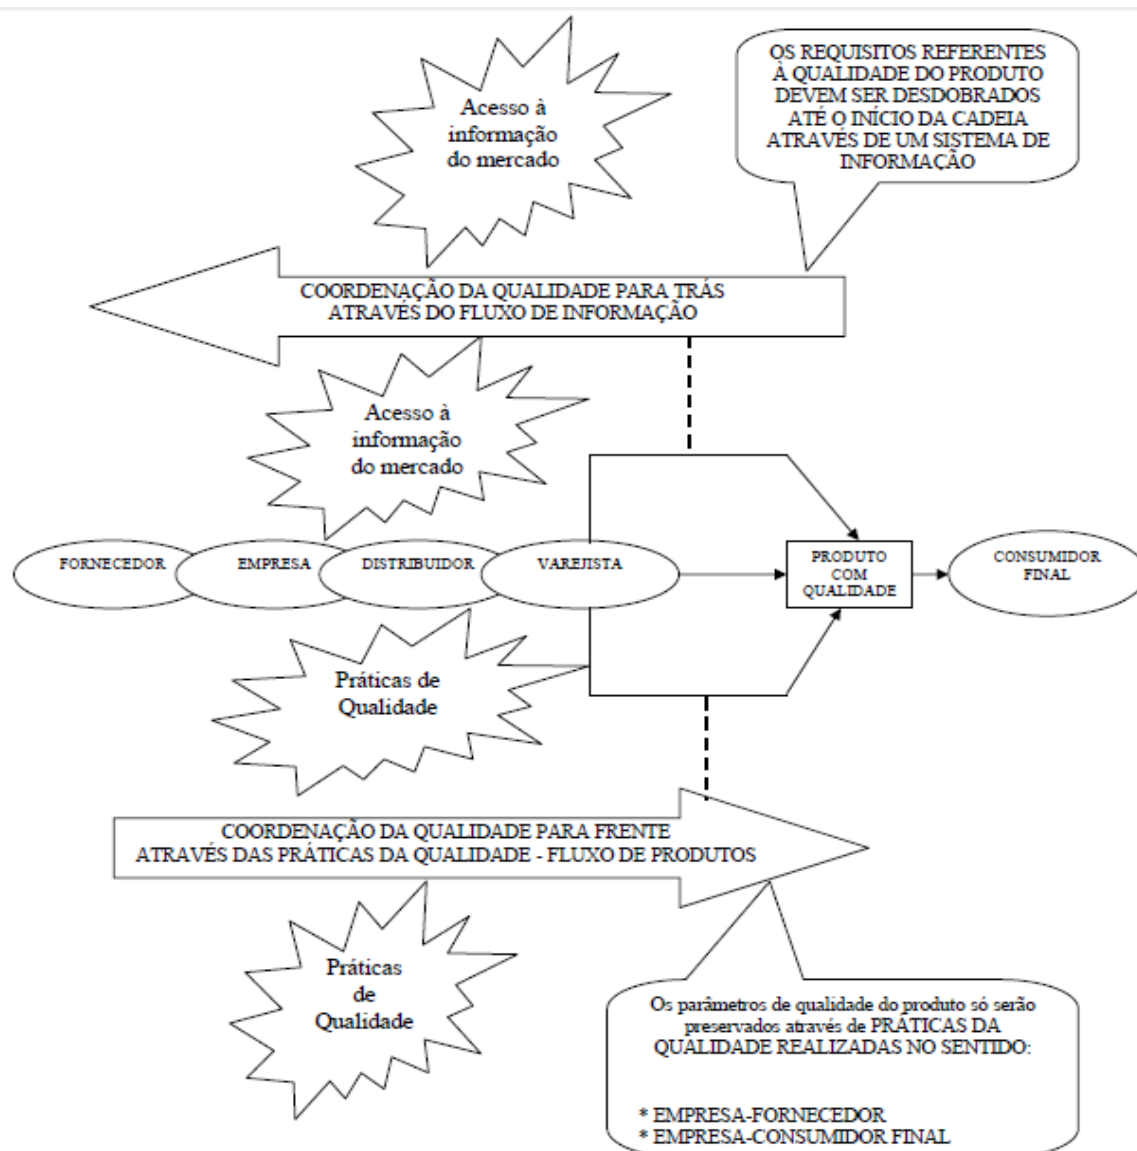 Acesso à
informação
do mercado
OS REQUISITOS REFERENTES
À QUALIDADE DO PRODUTO
DEVEM SER DESDOBRADOS
ATÉ O INÍCIO DA CADEIA
ATRAVÉS DE UM SISTEMA DE
INFORMAÇÃO
COORDENAÇÃO DA QUALIDADE PARA TRÁS
ATRAVÉS DO FLUXO DE INFORMAÇÃO
Acesso à
informação
do mercado
FORNECEDOR
EMPRESA
DISTRIBUIDOR
VAREJISTA
PRODUTO
COM
QUALIDADE
CONSUMIDOR
FINAL
Práticas de
Qualidade
COORDENAÇÃO DA QUALIDADE PARA FRENTE
ATRAVÉS DAS PRÁTICAS DA QUALIDADE - FLUXO DE PRODUTOS
Práticas
de
Qualidade
Os parâmetros de qualidade do produto só serão
preservados através de PRÁTICAS DA
QUALIDADE REALIZADAS NO SENTIDO:
* EMPRESA-FORNECEDOR
* EMPRESA-CONSUMIDOR FINAL